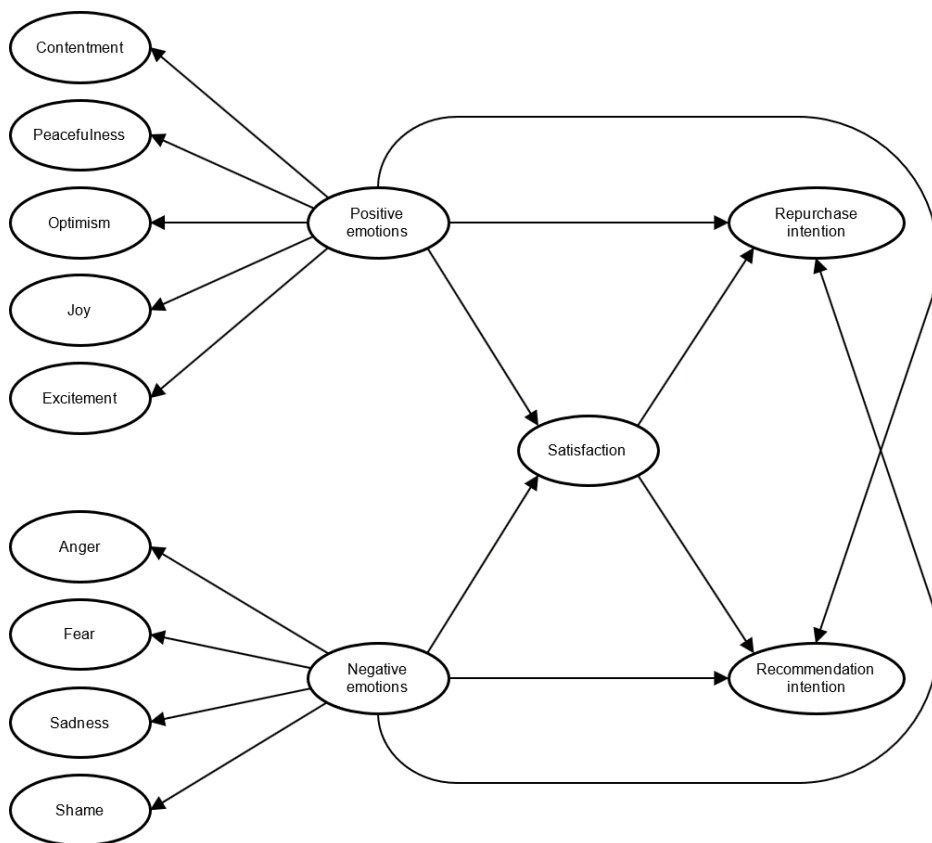 Contentment
Peacefulness
Optimism
Joy
Excitement
Positive
emotions
Repurchase
intention
Satisfaction
Anger
Fear
Sadness
Shame
Negative
emotions
Recommendation
intention